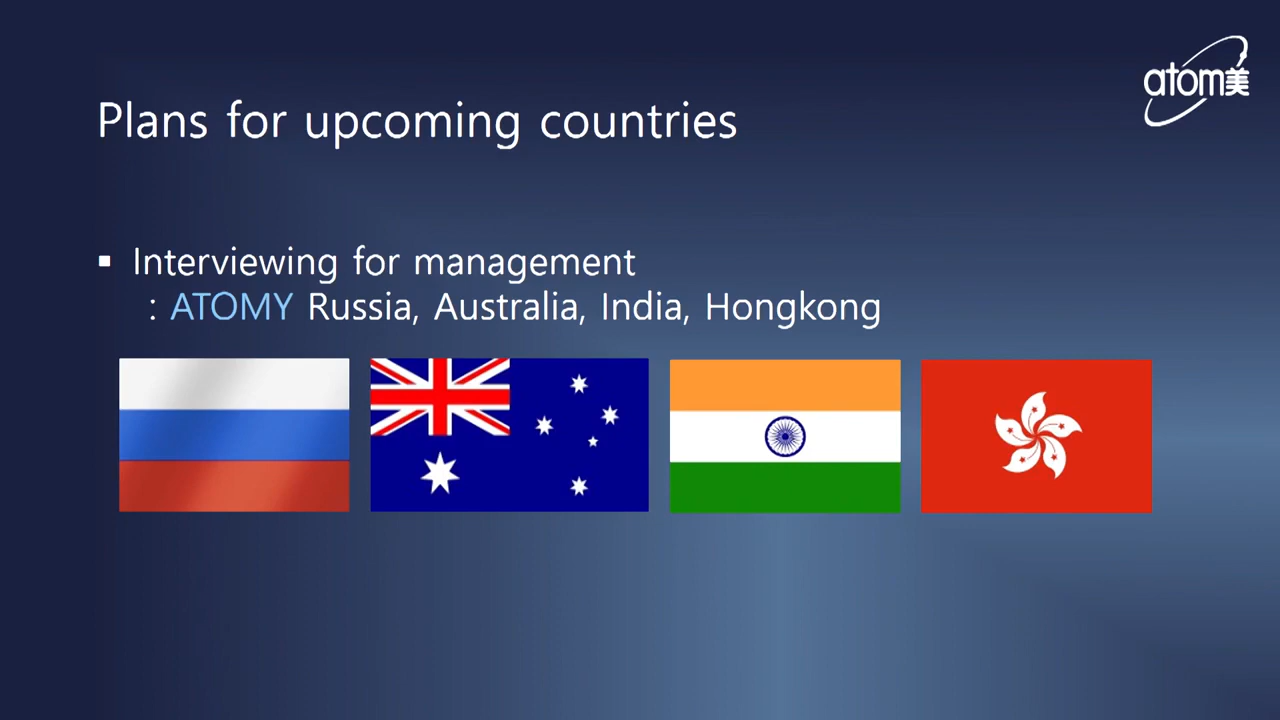 atom美
Plans for upcoming countries
▪ Interviewing for management
: ATOMY Russia, Australia, India, Hongkong